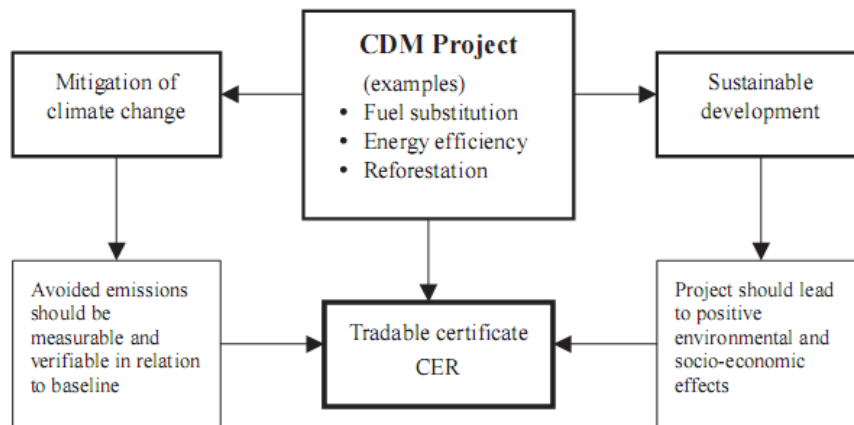 CDM Project
(examples)
• Fuel substitution
• Energy efficiency
• Reforestation
Mitigation of
climate change
Sustainable
development
Avoided emissions
should be
measurable and
verifiable in relation
to baseline
Tradable certificate
CER
Project should lead
to positive
environmental and
socio-economic
effects